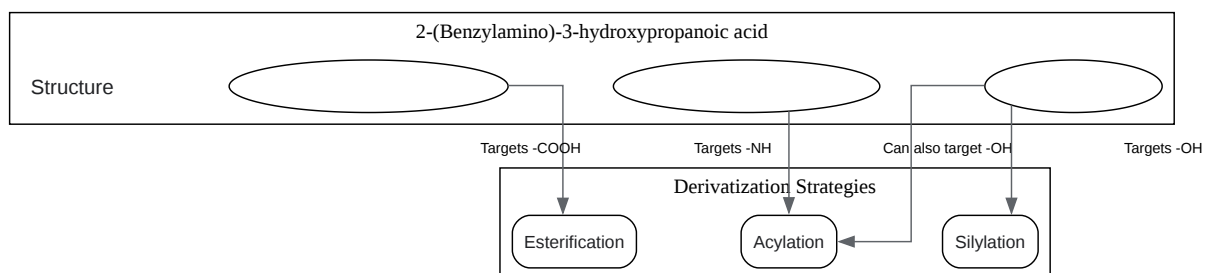 2-(Benzylamino)-3-hydroxypropanoic acid
Structure
Targets -COOH
Targets -NH
Can also target -OH
Targets -OH
Derivatization Strategies
Esterification
Acylation
Silylation